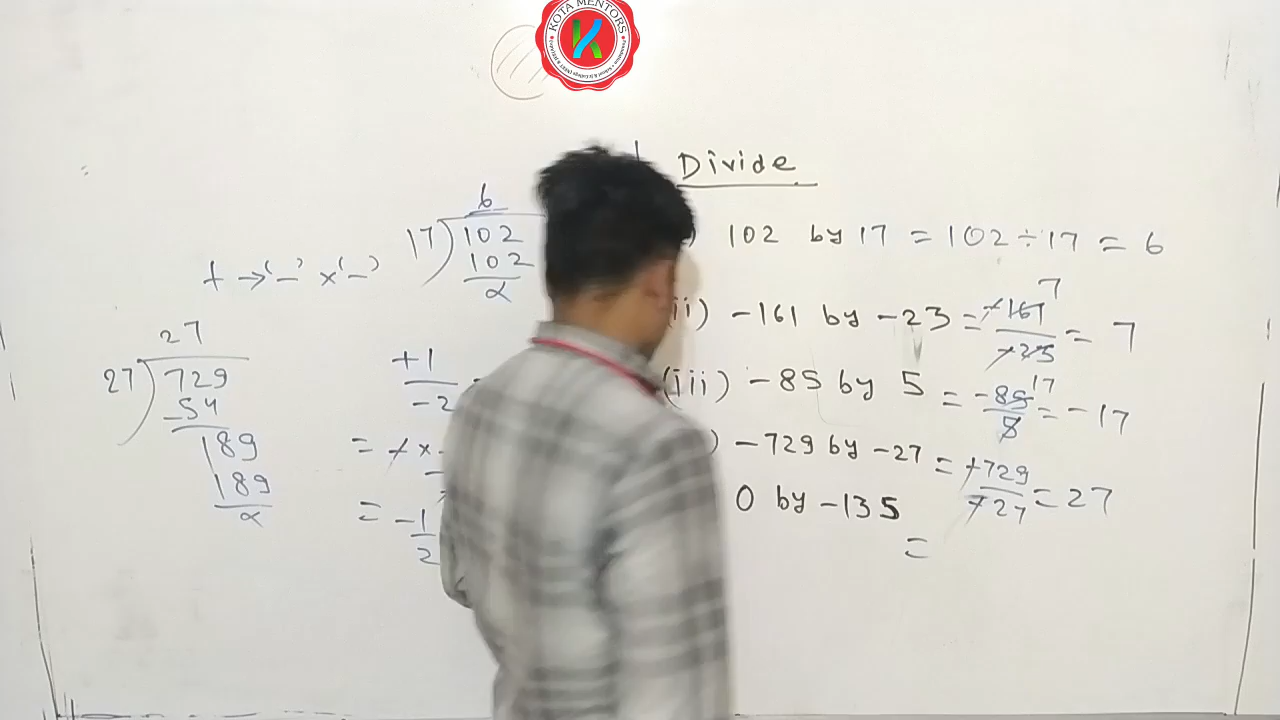 KOTA MENTORS
Divide
102 by 17 = 102 ÷ 17 = 6
(ii) -161 by -23 = -161 / -23 = 7
7
(iii) -85 by 5 = -85 / 5 = -17
17
-729 by -27 = -729 / -27 = 27
0 by -135
=
6
17 ) 102
102
+ → (-) × (-)
27
27 ) 729
-54
189
189
+1
-2
= - ×
= -1
2